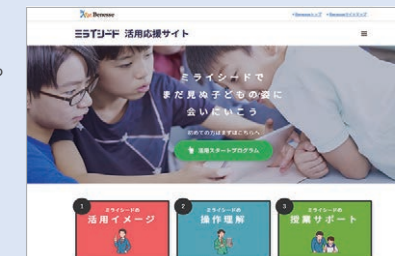 Benesse
ミライシード 活用応援サイト
ミライシードで
まだ見ぬ子どもの姿に
会いにいこう
初めての方はまずはこちらへ
活用スタートプログラム
1
ミライシードの
活用イメージ
2
ミライシードの
操作理解
3
ミライシードの
授業サポート